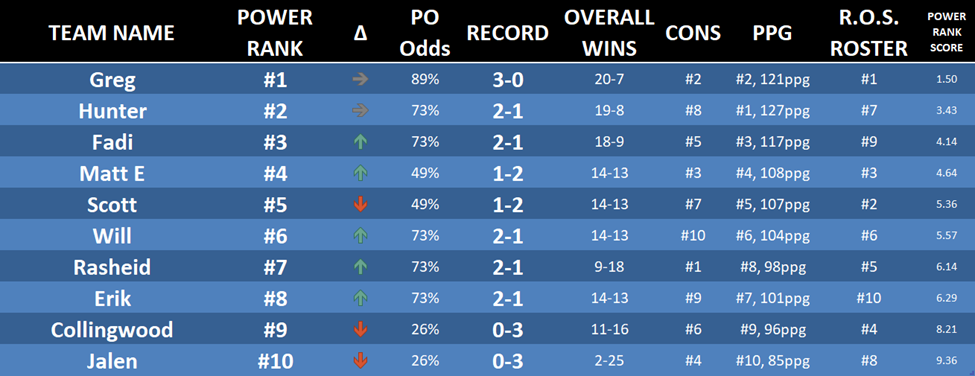 TEAM NAME POWER RANK Δ PO Odds RECORD OVERALL WINS CONS PPG R.O.S. ROSTER POWER RANK SCORE
Greg #1 89% 3-0 20-7 #2 #2, 121ppg #1 1.50
Hunter #2 73% 2-1 19-8 #8 #1, 127ppg #7 3.43
Fadi #3 73% 2-1 18-9 #5 #3, 117ppg #9 4.14
Matt E #4 49% 1-2 14-13 #3 #4, 108ppg #3 4.64
Scott #5 49% 1-2 14-13 #7 #5, 107ppg #2 5.36
Will #6 73% 2-1 14-13 #10 #6, 104ppg #6 5.57
Rasheid #7 73% 2-1 9-18 #1 #8, 98ppg #5 6.14
Erik #8 73% 2-1 14-13 #9 #7, 101ppg #10 6.29
Collingwood #9 26% 0-3 11-16 #6 #9, 96ppg #4 8.21
Jalen #10 26% 0-3 2-25 #4 #10, 85ppg #8 9.36